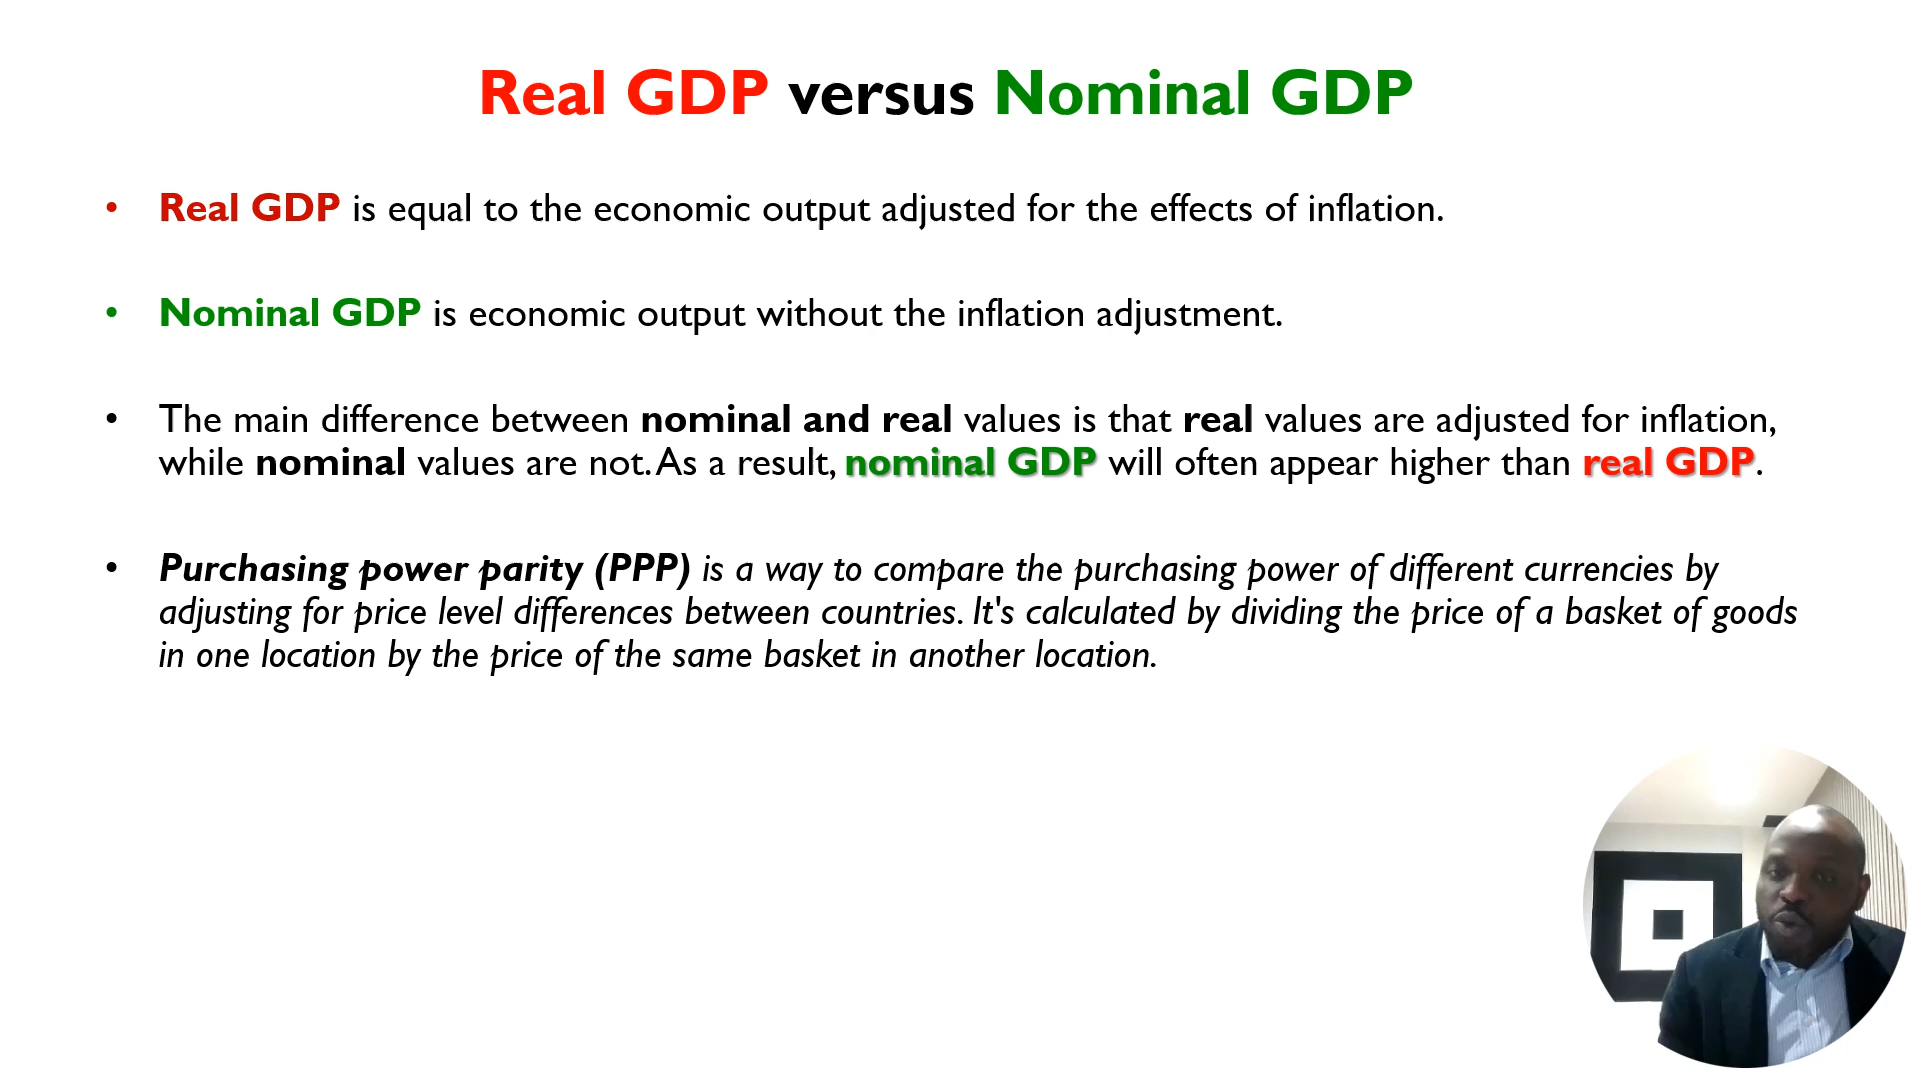 Real GDP versus Nominal GDP
• Real GDP is equal to the economic output adjusted for the effects of inflation.
• Nominal GDP is economic output without the inflation adjustment.
• The main difference between nominal and real values is that real values are adjusted for inflation,
while nominal values are not. As a result, nominal GDP will often appear higher than real GDP.
• Purchasing power parity (PPP) is a way to compare the purchasing power of different currencies by
adjusting for price level differences between countries. It's calculated by dividing the price of a basket of goods
in one location by the price of the same basket in another location.